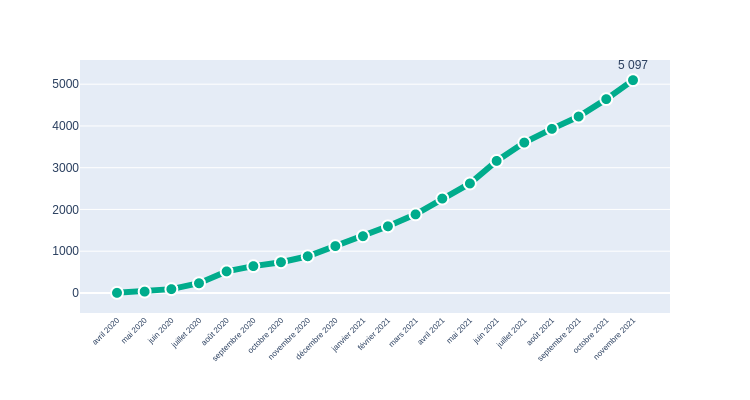 5 097
5000
4000
3000
2000
1000
0
avril 2020
mai 2020
juin 2020
juillet 2020
août 2020
septembre 2020
octobre 2020
novembre 2020
décembre 2020
janvier 2021
février 2021
mars 2021
avril 2021
mai 2021
juin 2021
juillet 2021
août 2021
septembre 2021
octobre 2021
novembre 2021